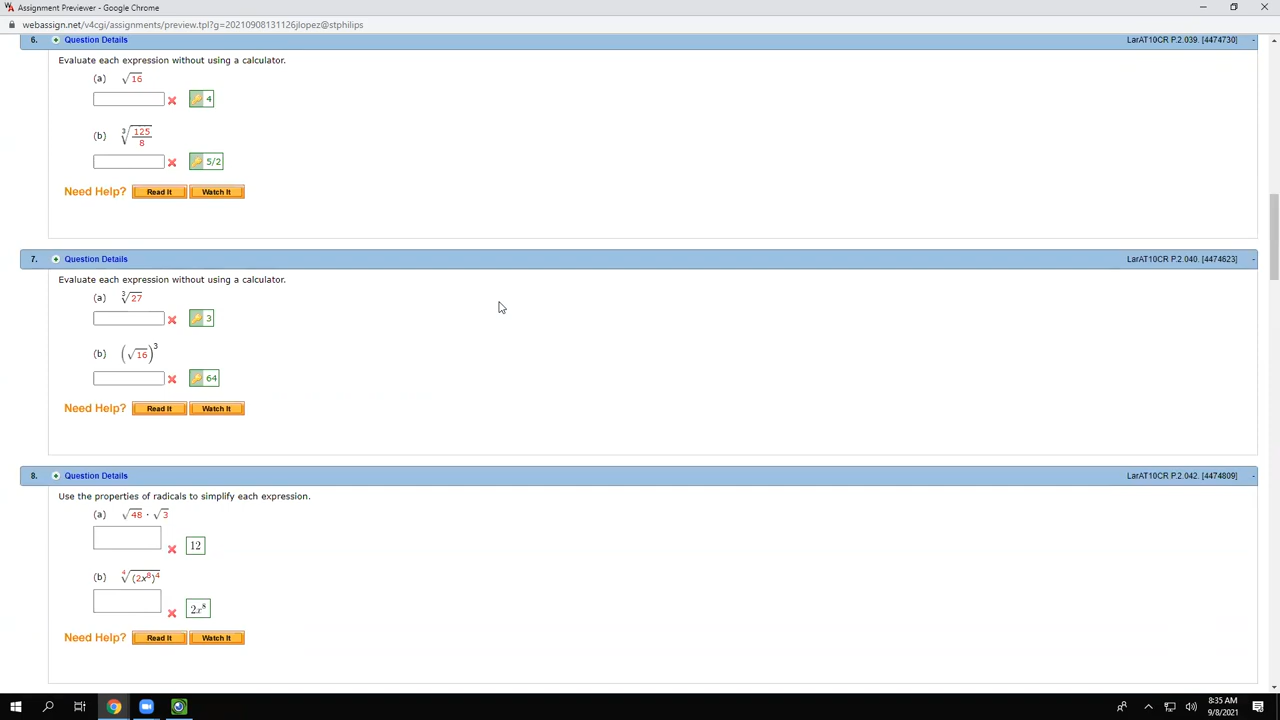 Assignment Previewer - Google Chrome
webassign.net/v4cgi/assignments/preview.tpl?g=20210908131126jlopez@stphilips
6. Question Details LarAT10CR P.2.039. [4474730] -
Evaluate each expression without using a calculator.
(a) √16
4
(b) ∛(125/8)
5/2
Need Help? Read It Watch It
7. Question Details LarAT10CR P.2.040. [4474623] -
Evaluate each expression without using a calculator.
(a) ∛27
3
(b) (√16)³
64
Need Help? Read It Watch It
8. Question Details LarAT10CR P.2.042. [4474809] -
Use the properties of radicals to simplify each expression.
(a) √48 · √3
12
(b) ∜(2x⁸)⁴
2x⁸
Need Help? Read It Watch It
8:35 AM
9/8/2021